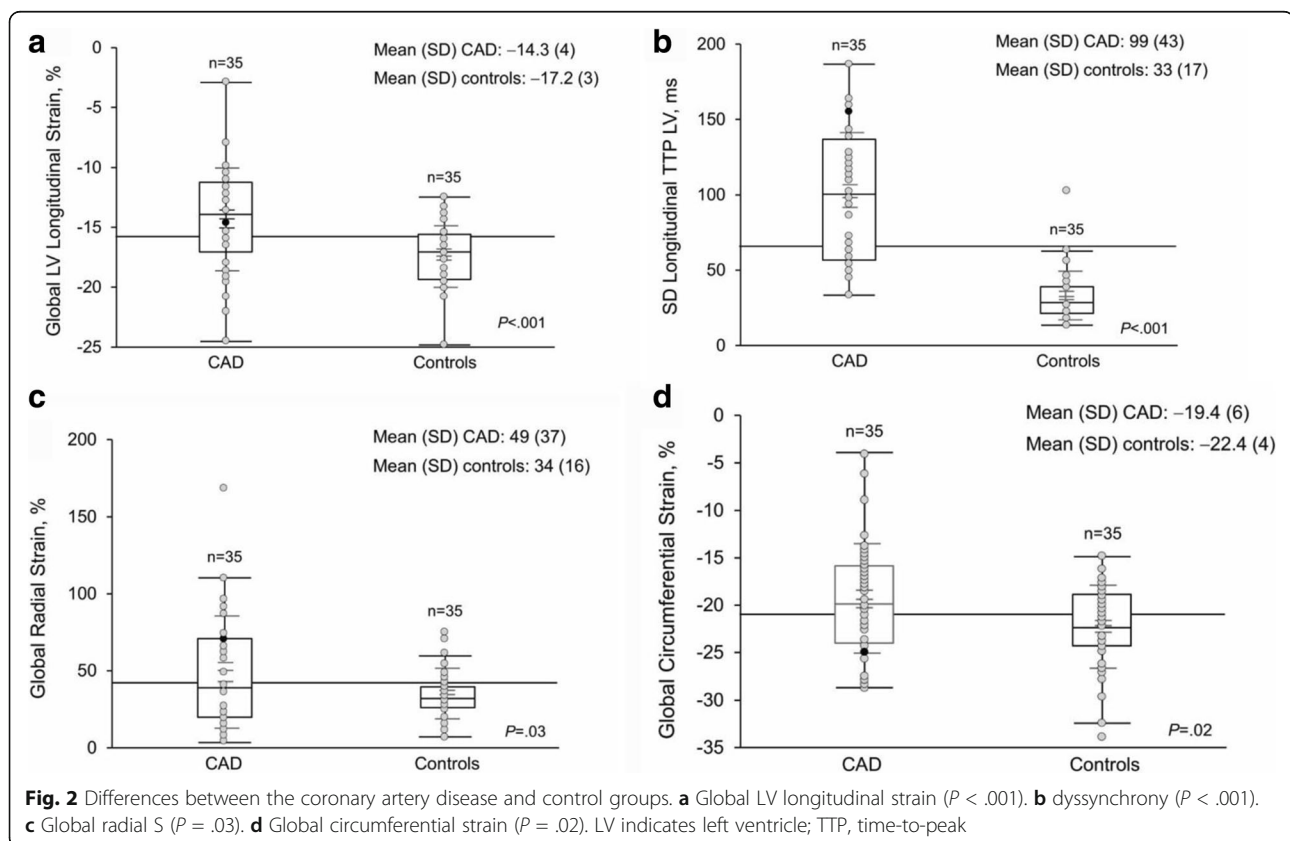 a
Global LV Longitudinal Strain, %
0
-5
-10
-15
-20
-25
n=35
n=35
Mean (SD) CAD: –14.3 (4)
Mean (SD) controls: –17.2 (3)
P<.001
CAD
Controls
b
SD Longitudinal TTP LV, ms
200
150
100
50
0
n=35
n=35
Mean (SD) CAD: 99 (43)
Mean (SD) controls: 33 (17)
P<.001
CAD
Controls
c
Global Radial Strain, %
200
150
100
50
0
n=35
n=35
Mean (SD) CAD: 49 (37)
Mean (SD) controls: 34 (16)
P=.03
CAD
Controls
d
Global Circumferential Strain, %
0
-5
-10
-15
-20
-25
-30
-35
n=35
n=35
Mean (SD) CAD: –19.4 (6)
Mean (SD) controls: –22.4 (4)
P=.02
CAD
Controls
Fig. 2 Differences between the coronary artery disease and control groups. a Global LV longitudinal strain (P < .001). b dyssynchrony (P < .001).
c Global radial S (P = .03). d Global circumferential strain (P = .02). LV indicates left ventricle; TTP, time-to-peak